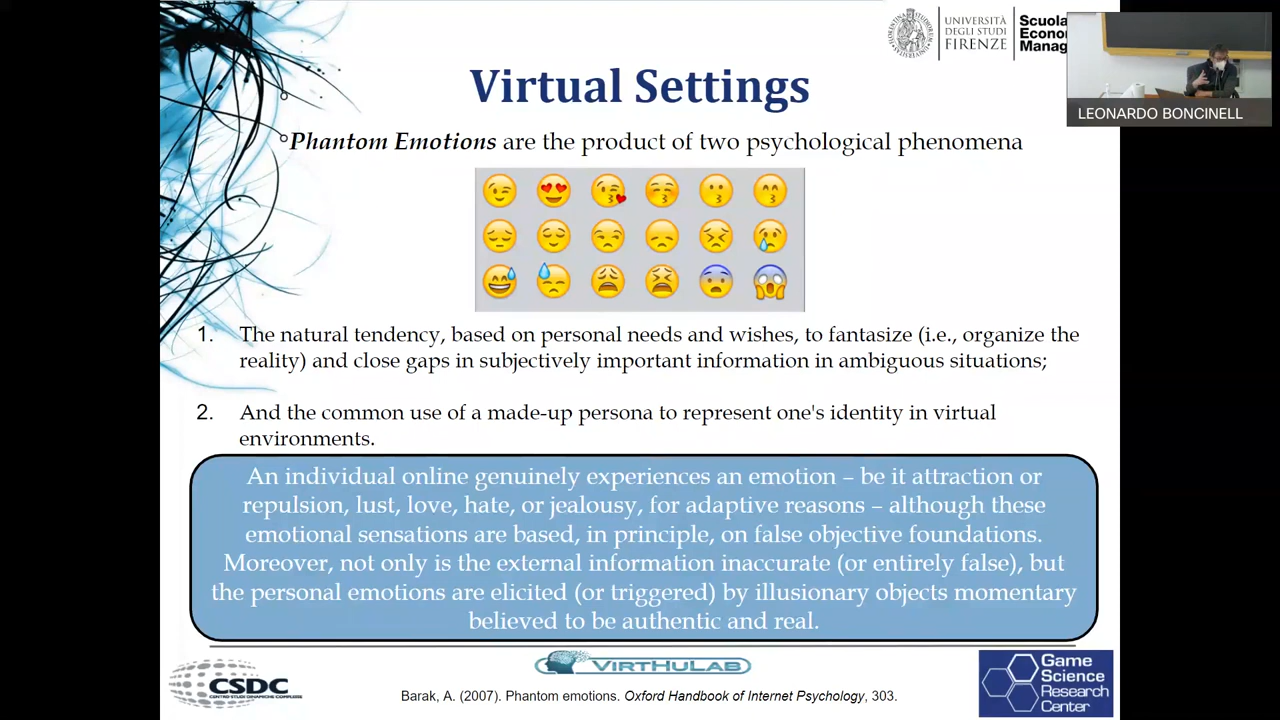 UNIVERSITÀ
DEGLI STUDI
FIRENZE
Scuola
Econo
Manag
LEONARDO BONCINELL
Virtual Settings
Phantom Emotions are the product of two psychological phenomena
1. The natural tendency, based on personal needs and wishes, to fantasize (i.e., organize the
reality) and close gaps in subjectively important information in ambiguous situations;
2. And the common use of a made-up persona to represent one's identity in virtual
environments.
An individual online genuinely experiences an emotion – be it attraction or
repulsion, lust, love, hate, or jealousy, for adaptive reasons – although these
emotional sensations are based, in principle, on false objective foundations.
Moreover, not only is the external information inaccurate (or entirely false), but
the personal emotions are elicited (or triggered) by illusionary objects momentary
believed to be authentic and real.
CSDC
CENTRO STUDI DINAMICHE COMPLESSE
VIRTHULAB
Barak, A. (2007). Phantom emotions. Oxford Handbook of Internet Psychology, 303.
Game
Science
Research
Center